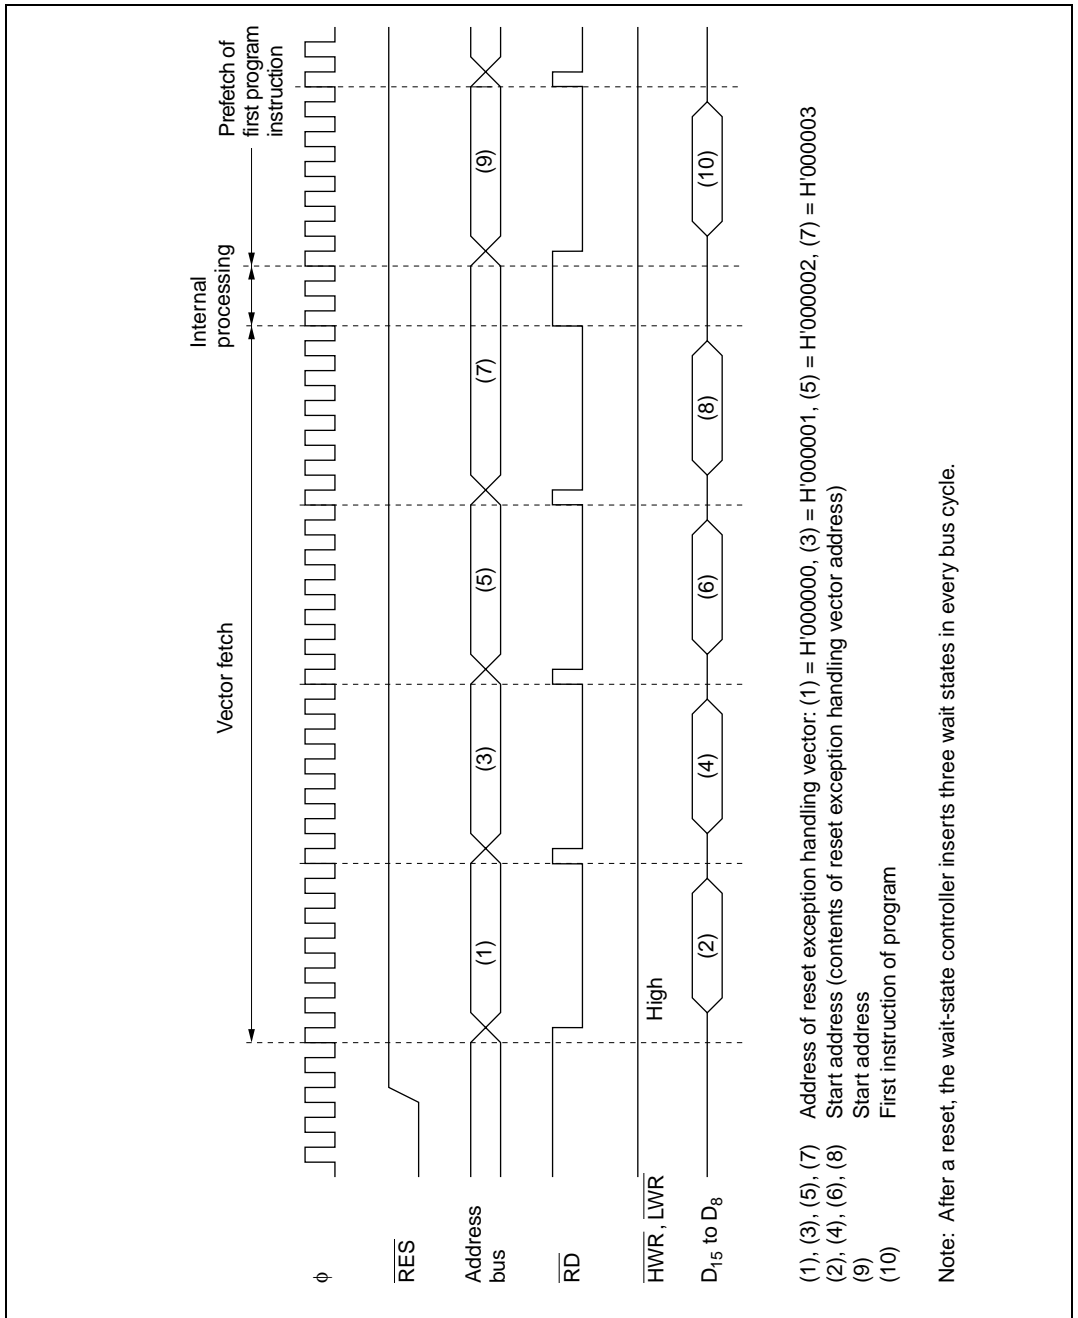 Vector fetch
Internal
processing
Prefetch of
first program
instruction
φ
RES
Address
bus
(1)
(3)
(5)
(7)
(9)
RD
HWR , LWR
High
D15 to D8
(2)
(4)
(6)
(8)
(10)
(1), (3), (5), (7) Address of reset exception handling vector: (1) = H'000000, (3) = H'000001, (5) = H'000002, (7) = H'000003
(2), (4), (6), (8) Start address (contents of reset exception handling vector address)
(9) Start address
(10) First instruction of program
Note: After a reset, the wait-state controller inserts three wait states in every bus cycle.